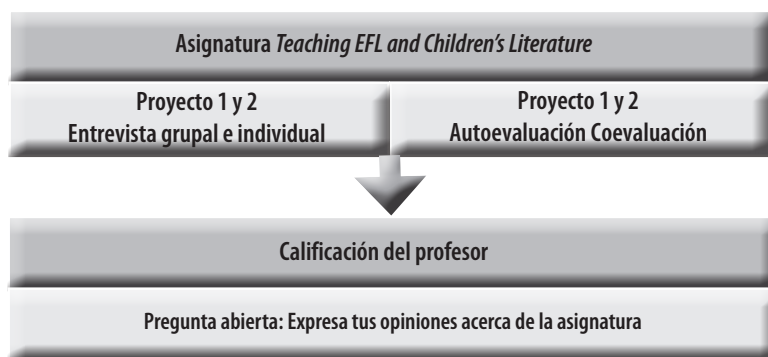 Asignatura Teaching EFL and Children's Literature
Proyecto 1 y 2
Entrevista grupal e individual
Proyecto 1 y 2
Autoevaluación Coevaluación
Calificación del profesor
Pregunta abierta: Expresa tus opiniones acerca de la asignatura